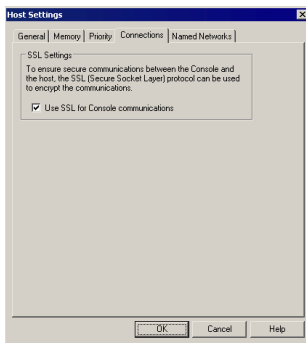 Host Settings
General Memory Priority Connections Named Networks
SSL Settings
To ensure secure communications between the Console and
the host, the SSL (Secure Socket Layer) protocol can be used
to encrypt the communications.
Use SSL for Console communications
OK Cancel Help